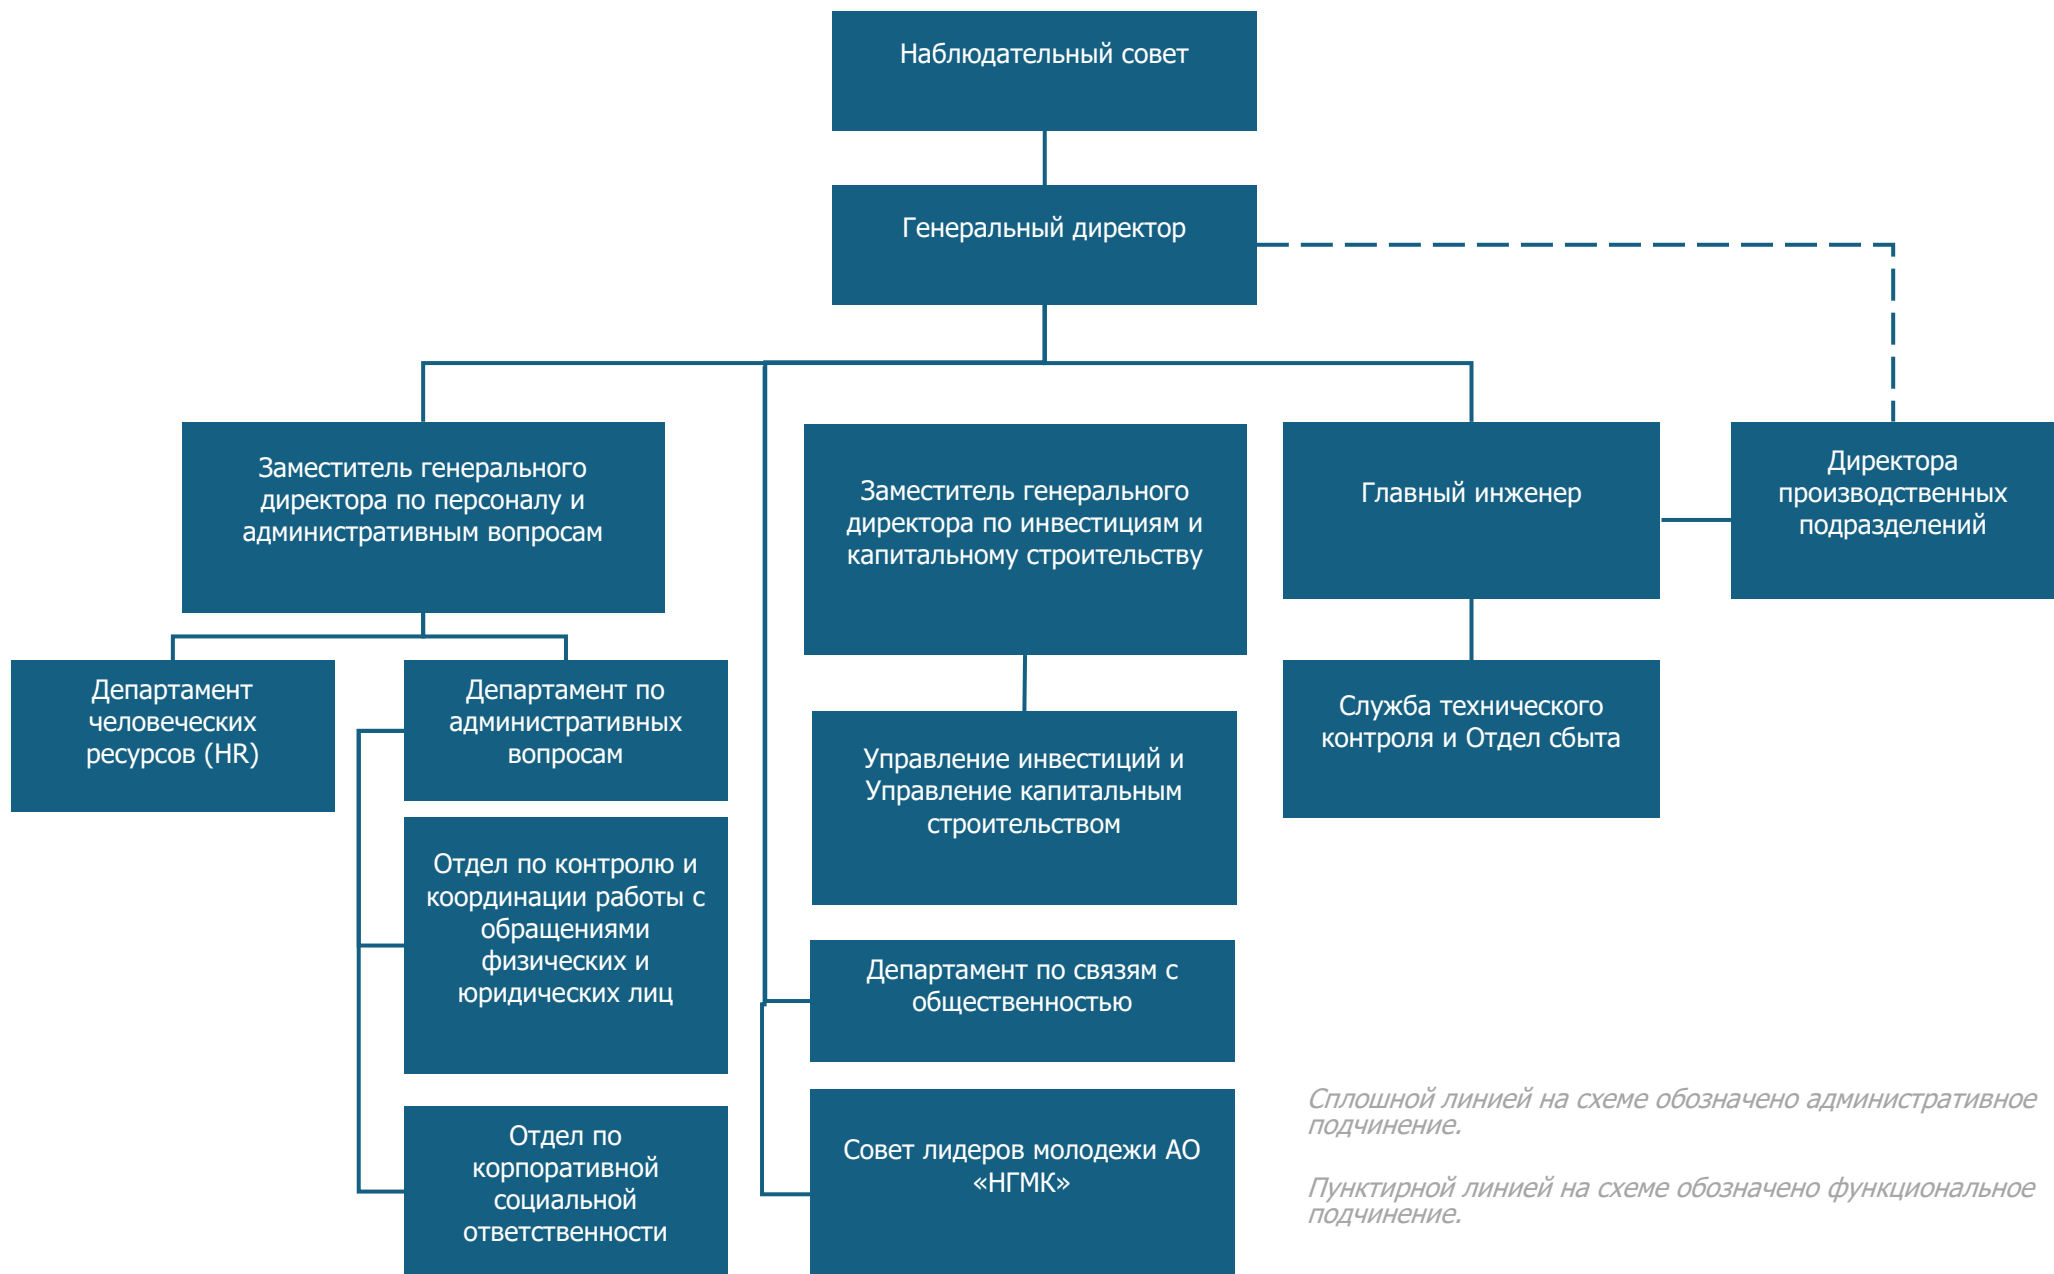 Наблюдательный совет
Генеральный директор
Заместитель генерального
директора по персоналу и
административным вопросам
Заместитель генерального
директора по инвестициям и
капитальному строительству
Главный инженер
Директора
производственных
подразделений
Департамент
человеческих
ресурсов (HR)
Департамент по
административных
вопросам
Управление инвестиций и
Управление капитальным
строительством
Служба технического
контроля и Отдел сбыта
Отдел по контролю и
координации работы с
обращениями
физических и
юридических лиц
Департамент по связям с
общественностью
Отдел по
корпоративной
социальной
ответственности
Совет лидеров молодежи АО
«НГМК»
Сплошной линией на схеме обозначено административное
подчинение.
Пунктирной линией на схеме обозначено функциональное
подчинение.